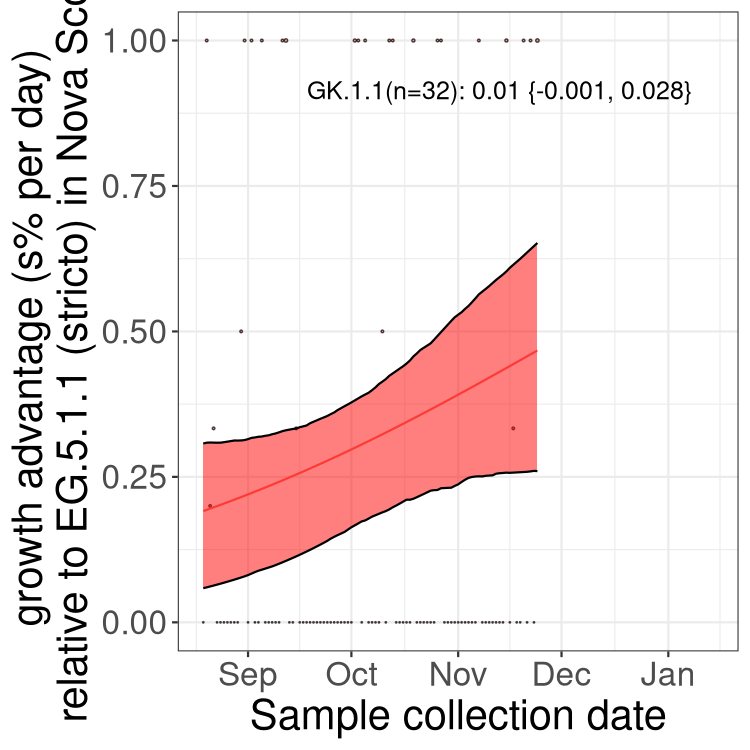 growth advantage (s% per day)
relative to EG.5.1.1 (stricto) in Nova Sco
1.00
0.75
0.50
0.25
0.00
GK.1.1(n=32): 0.01 {-0.001, 0.028}
Sep Oct Nov Dec Jan
Sample collection date